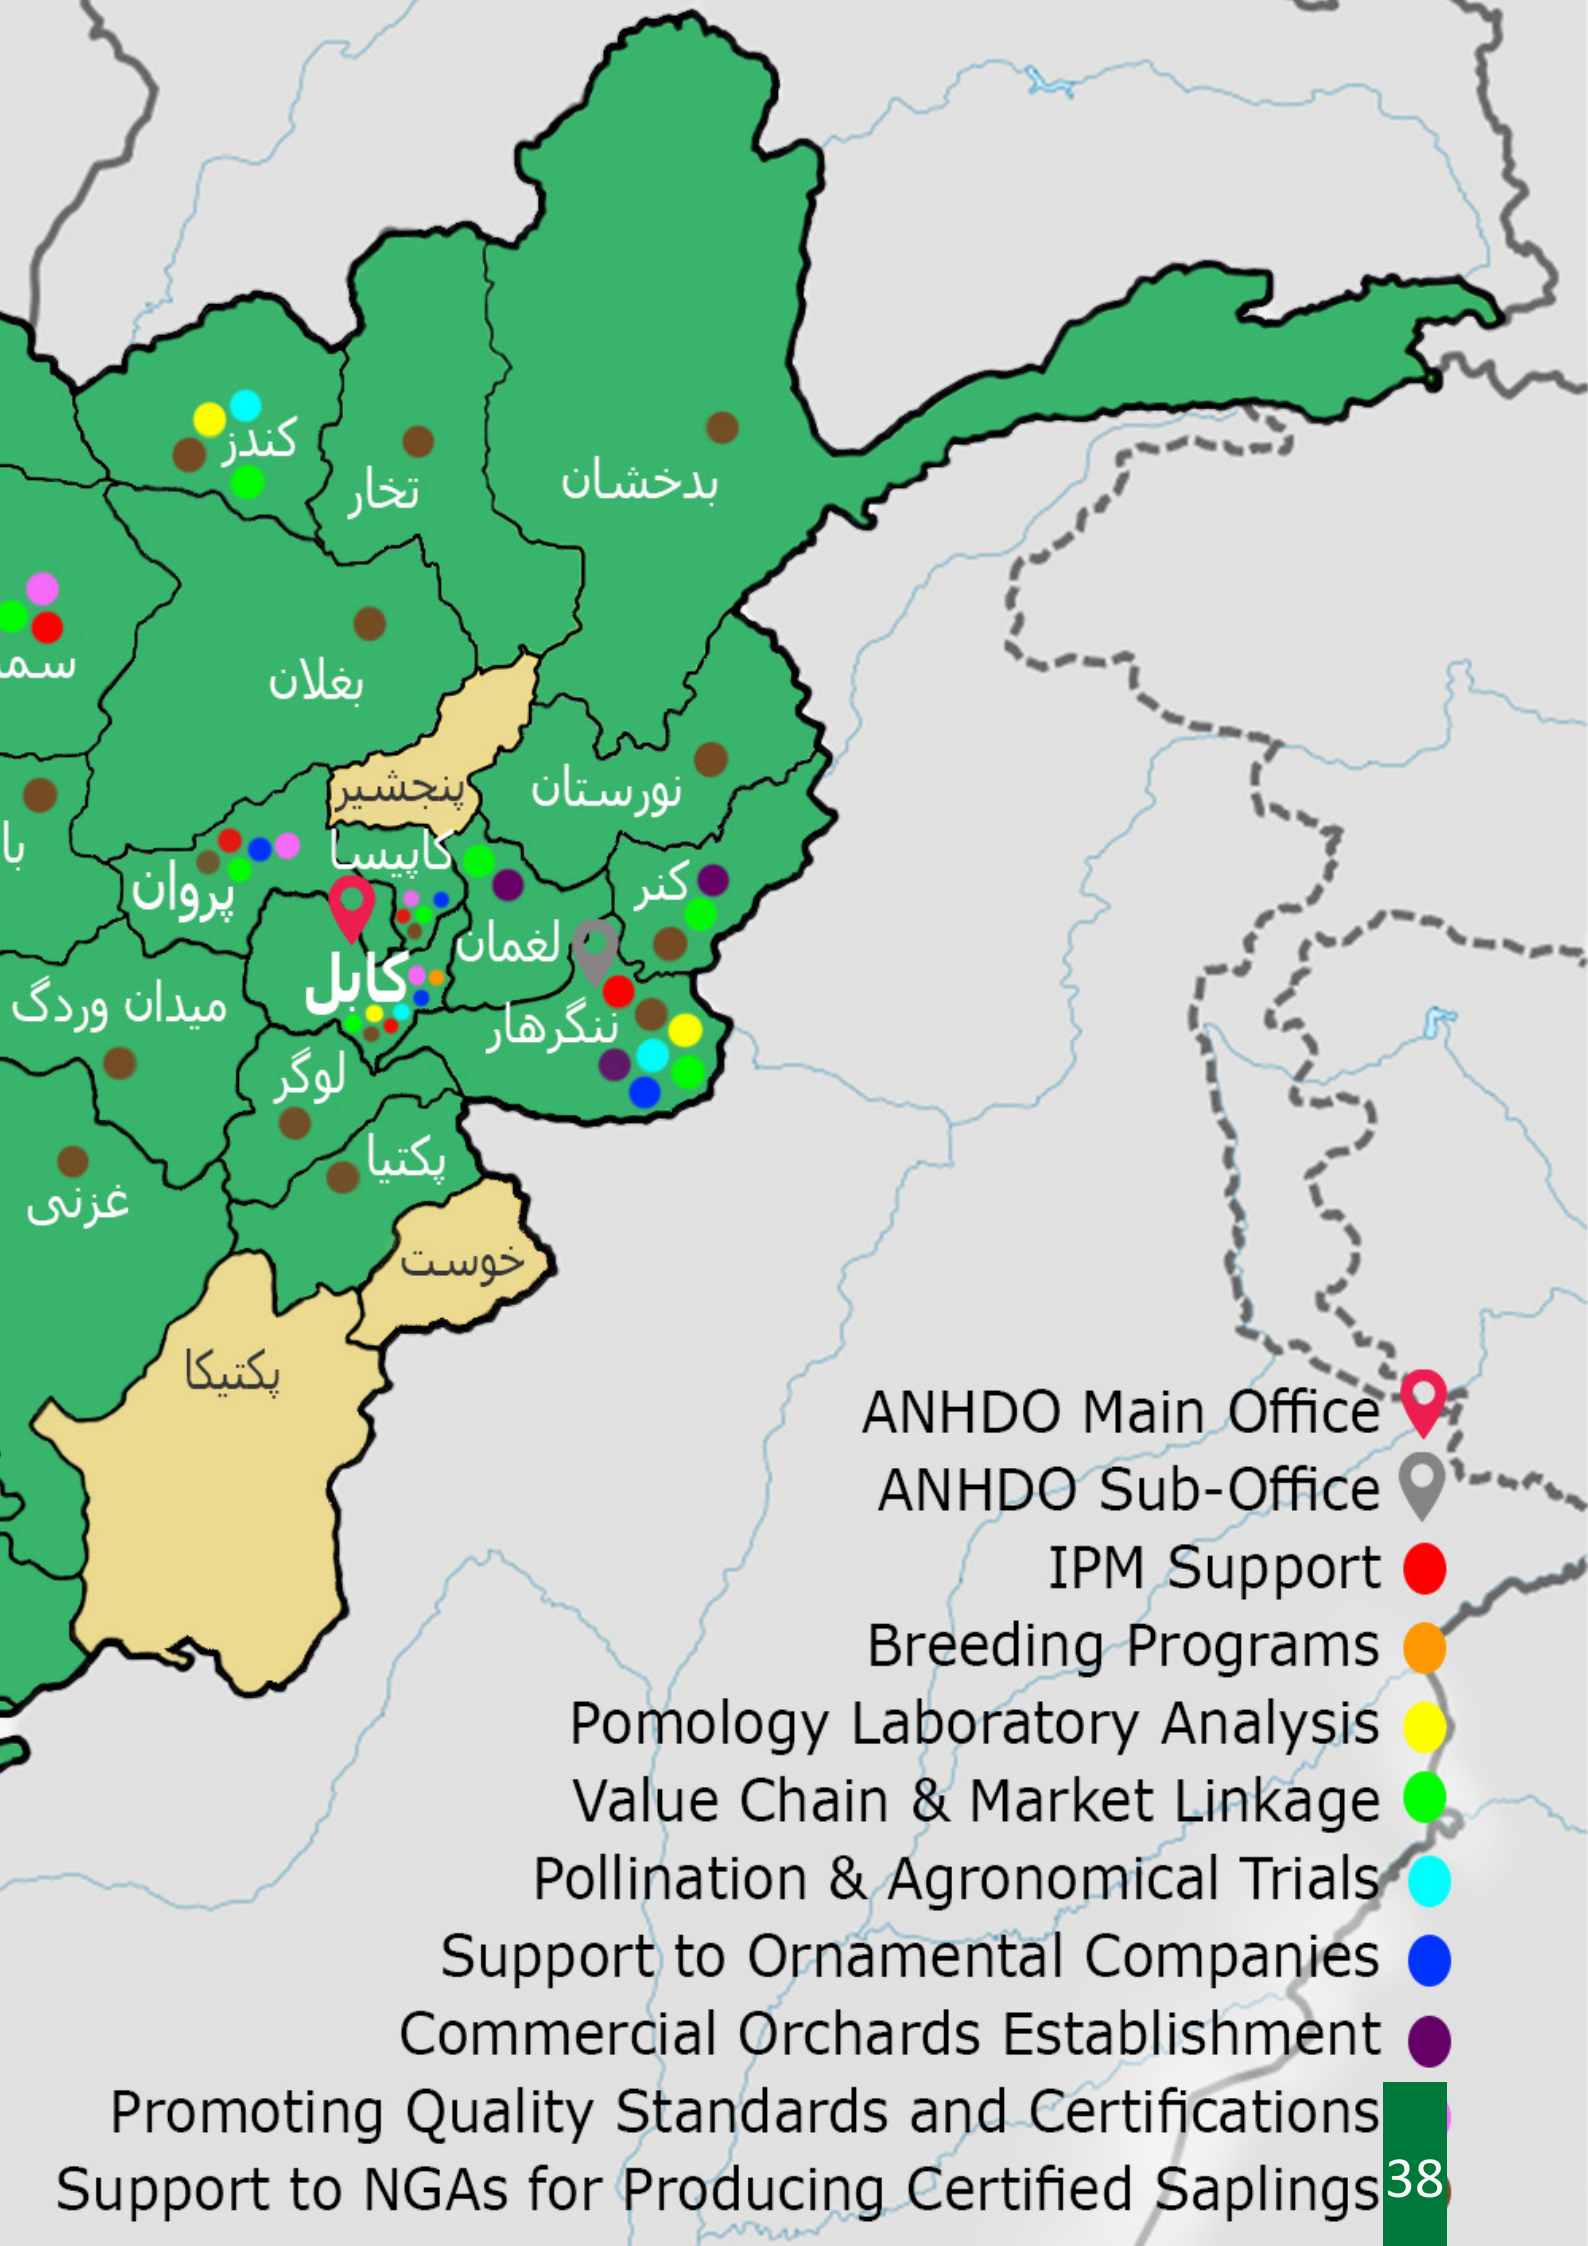 کندز
تخار
بدخشان
سمـ
بغلان
پنجشیر
نورستان
با
کاپیسا
پروان
کنر
لغمان
کابل
میدان وردگ
ننگرهار
لوگر
پکتیا
غزنی
خوست
پکتیکا
ANHDO Main Office
ANHDO Sub-Office
IPM Support
Breeding Programs
Pomology Laboratory Analysis
Value Chain & Market Linkage
Pollination & Agronomical Trials
Support to Ornamental Companies
Commercial Orchards Establishment
Promoting Quality Standards and Certifications
Support to NGAs for Producing Certified Saplings
38